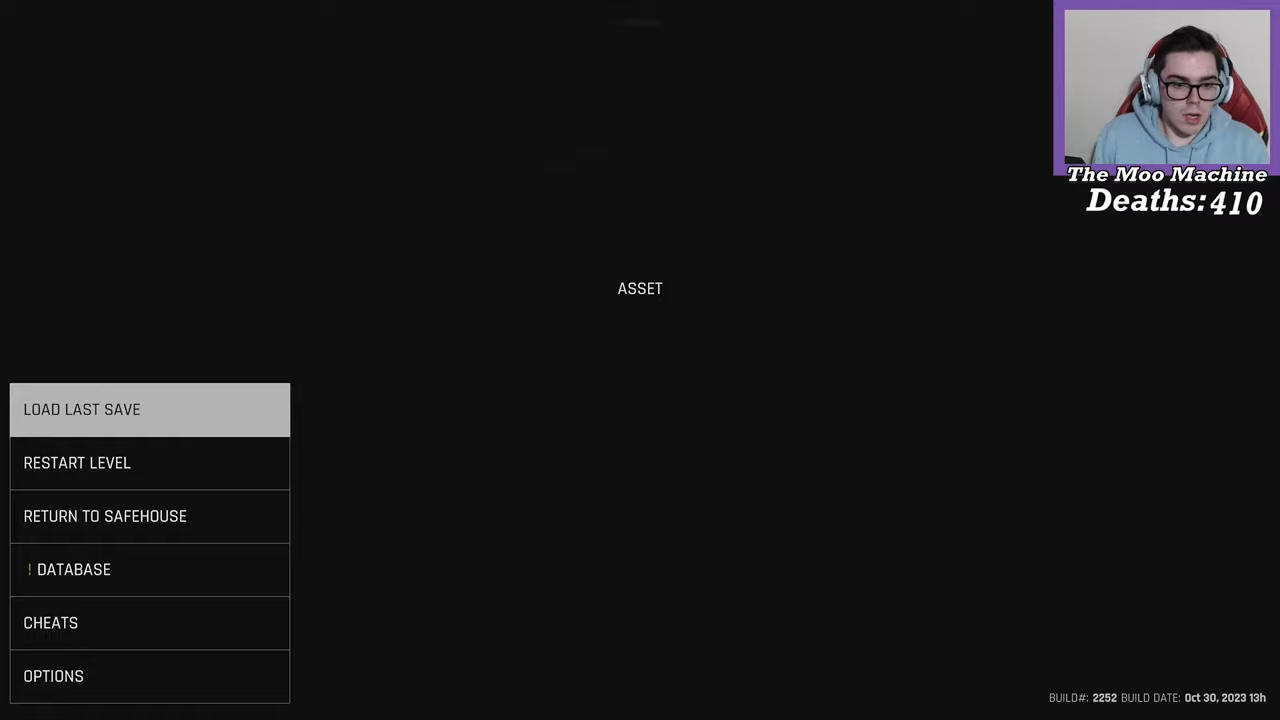 The Moo Machine
Deaths: 410
ASSET
LOAD LAST SAVE
RESTART LEVEL
RETURN TO SAFEHOUSE
! DATABASE
CHEATS
OPTIONS
BUILD#: 2252 BUILD DATE: Oct 30, 2023 13h